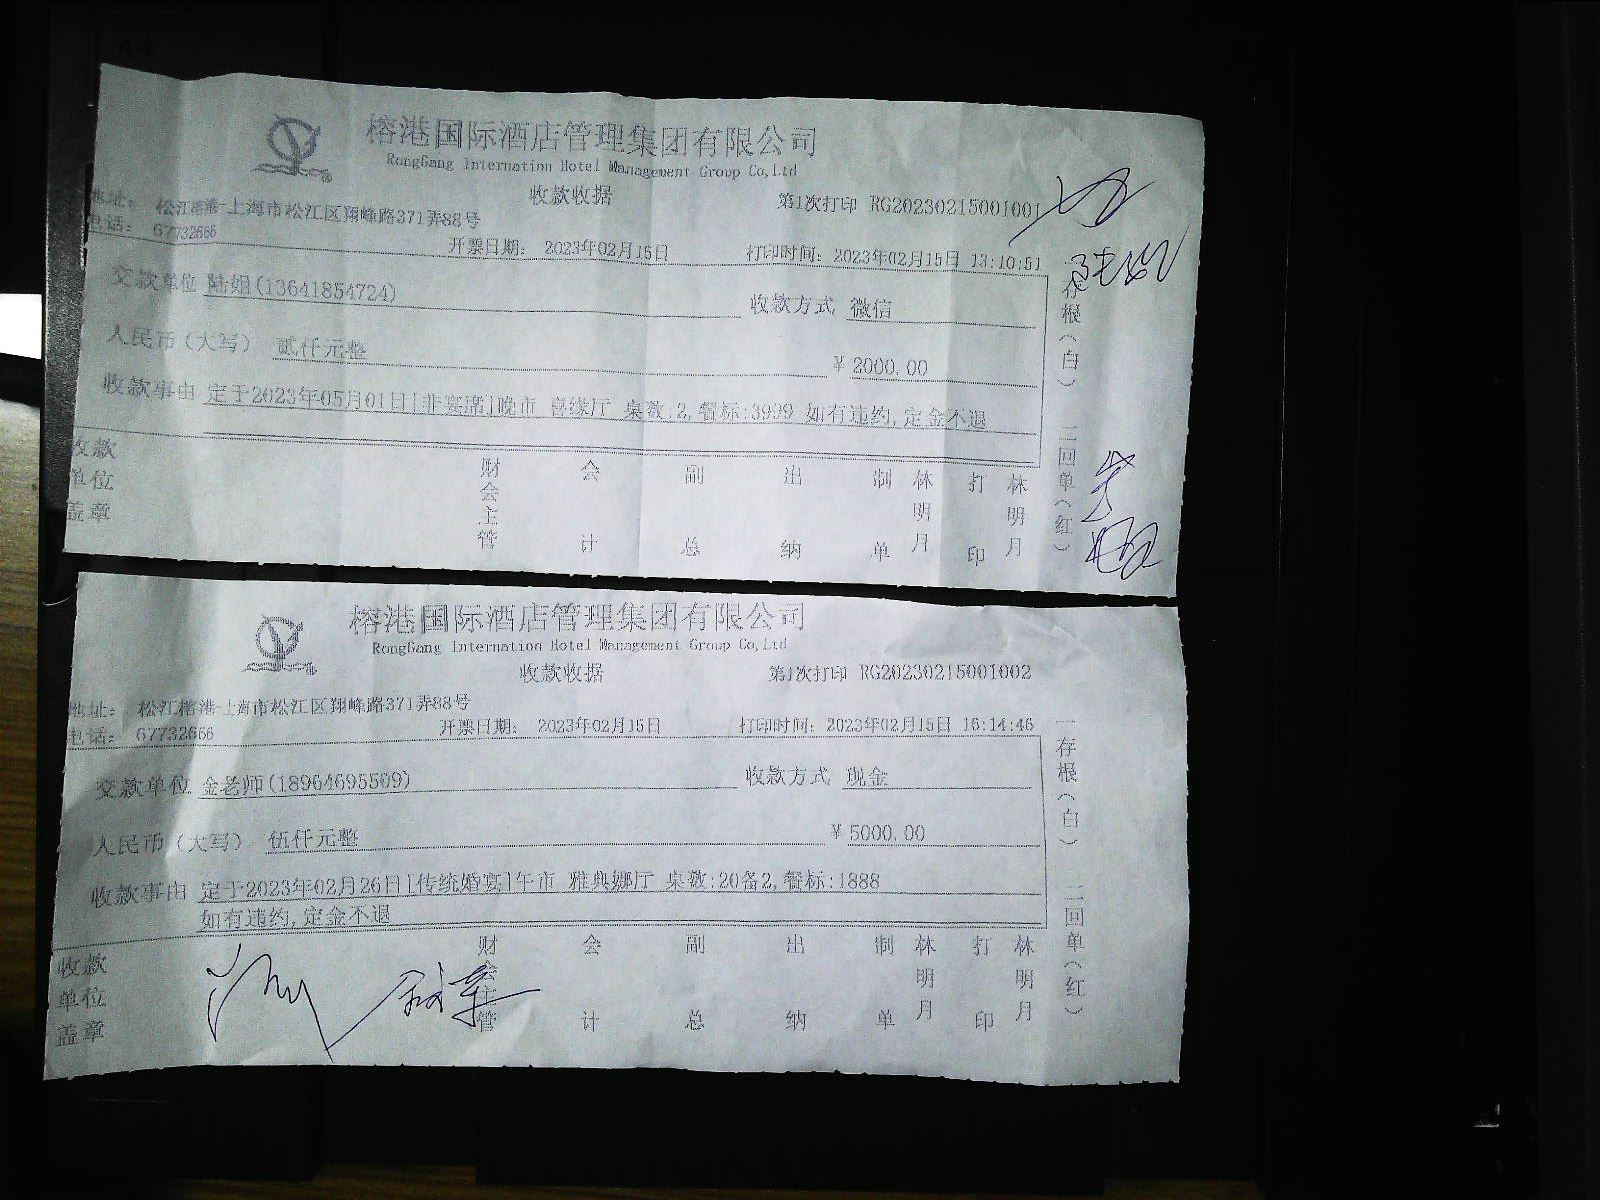 榕港国际酒店管理集团有限公司
RongGang Internation Hotel Management Group Co,Ltd
收款收据
第1次打印 RG20230215001001
地址： 松江榕港-上海市松江区翔峰路371弄88号
电话： 67732666
开票日期： 2023年02月15日
打印时间：2023年02月15日 13:10:51
交款单位 陆姐(13641854724)
收款方式 微信
人民币（大写） 贰仟元整
￥2000.00
收款事由 定于2023年05月01日[非宴席]晚市 喜缘厅 桌数:2,餐标:3999 如有违约,定金不退
收款单位盖章 财会主管 会计 副总 出纳 制单 林明月 打印 林明月
一存根（白） 二回单（红）
榕港国际酒店管理集团有限公司
RongGang Internation Hotel Management Group Co,Ltd
收款收据
第1次打印 RG20230215001002
地址： 松江榕港-上海市松江区翔峰路371弄88号
电话： 67732666
开票日期： 2023年02月15日
打印时间：2023年02月15日 16:14:46
交款单位 金老师(18964695509)
收款方式 现金
人民币（大写） 伍仟元整
￥5000.00
收款事由 定于2023年02月26日[传统婚宴]午市 雅典娜厅 桌数:20备2,餐标:1888
如有违约,定金不退
收款单位盖章 财会主管 会计 副总 出纳 制单 林明月 打印 林明月
一存根（白） 二回单（红）